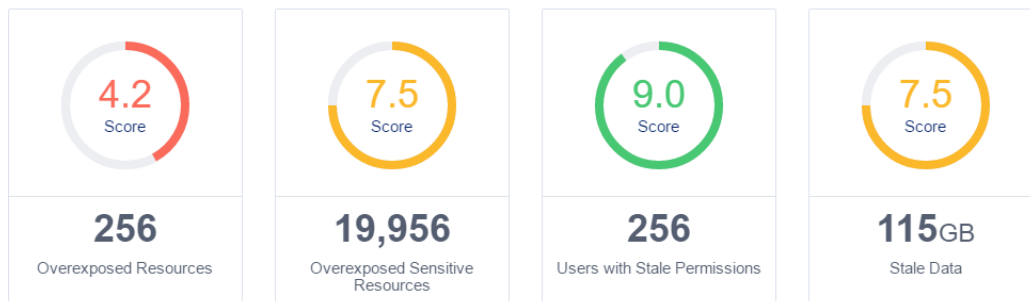 4.2
Score
256
Overexposed Resources
7.5
Score
19,956
Overexposed Sensitive
Resources
9.0
Score
256
Users with Stale Permissions
7.5
Score
115GB
Stale Data